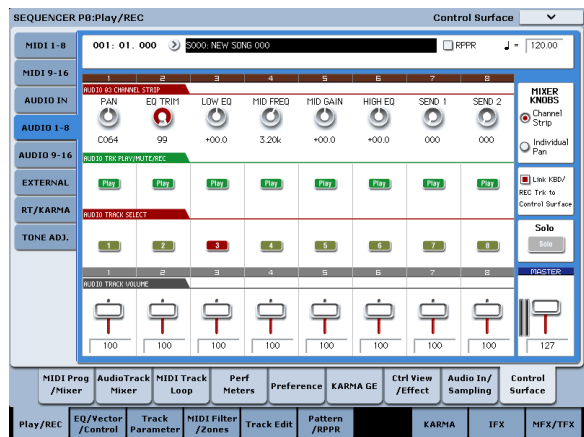 SEQUENCER P0:Play/REC Control Surface
MIDI 1-8
MIDI 9-16
AUDIO IN
AUDIO 1-8
AUDIO 9-16
EXTERNAL
RT/KARMA
TONE ADJ.
001: 01. 000 S000: NEW SONG 000 RPPR ♩ = 120.00
1 2 3 4 5 6 7 8
AUDIO 03 CHANNEL STRIP
PAN EQ TRIM LOW EQ MID FREQ MID GAIN HIGH EQ SEND 1 SEND 2
C064 99 +00.0 3.20k +00.0 +00.0 000 000
AUDIO TRK PLAY/MUTE/REC
Play Play Play Play Play Play Play Play
AUDIO TRACK SELECT
1 2 3 4 5 6 7 8
1 2 3 4 5 6 7 8
AUDIO TRACK VOLUME
100 100 100 100 100 100 100 100
MIXER
KNOBS
Channel
Strip
Individual
Pan
Link KBD/
REC Trk to
Control Surface
Solo
Solo
MASTER
127
MIDI Prog
/Mixer
AudioTrack
Mixer
MIDI Track
Loop
Perf
Meters
Preference
KARMA GE
Ctrl View
/Effect
Audio In/
Sampling
Control
Surface
Play/REC
EQ/Vector
/Control
Track
Parameter
MIDI Filter
/Zones
Track Edit
Pattern
/RPPR
KARMA
IFX
MFX/TFX